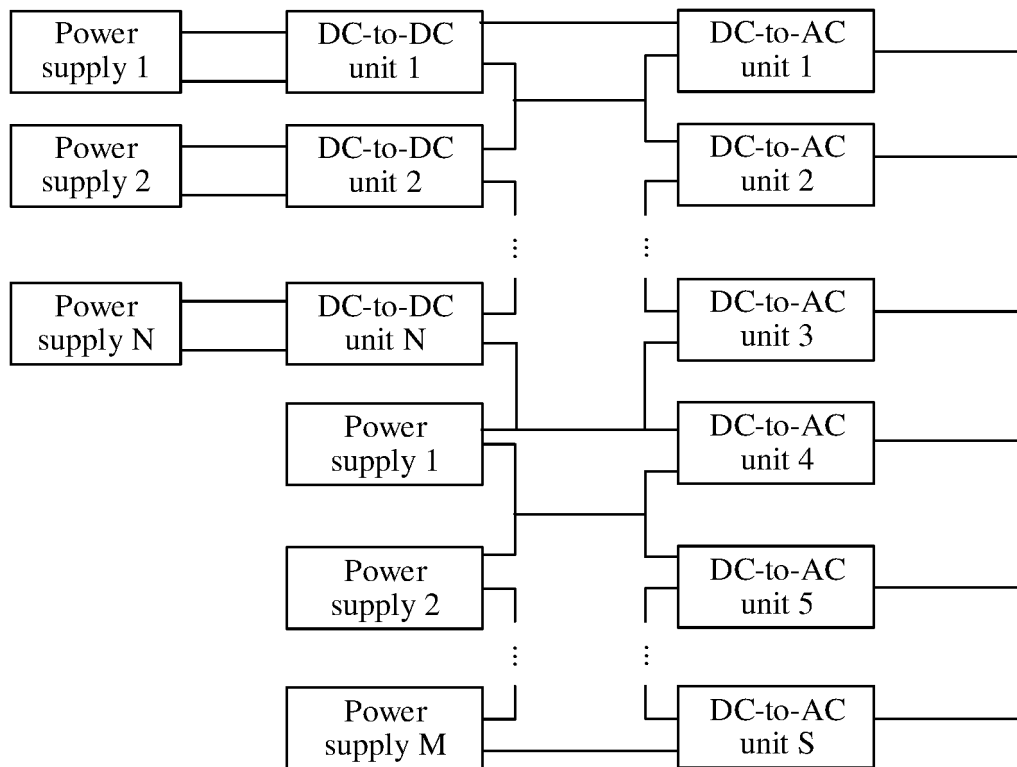 Power
supply 1
DC-to-DC
unit 1
DC-to-AC
unit 1
Power
supply 2
DC-to-DC
unit 2
DC-to-AC
unit 2
...
...
Power
supply N
DC-to-DC
unit N
DC-to-AC
unit 3
Power
supply 1
DC-to-AC
unit 4
Power
supply 2
DC-to-AC
unit 5
...
...
Power
supply M
DC-to-AC
unit S